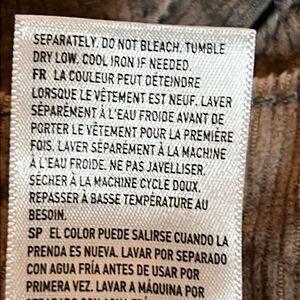 SEPARATELY. DO NOT BLEACH. TUMBLE
DRY LOW. COOL IRON IF NEEDED.
FR LA COULEUR PEUT DÉTEINDRE
LORSQUE LE VÊTEMENT EST NEUF. LAVER
SÉPARÉMENT À L'EAU FROIDE AVANT DE
PORTER LE VÊTEMENT POUR LA PREMIÈRE
FOIS. LAVER SÉPARÉMENT À LA MACHINE
À L'EAU FROIDE. NE PAS JAVELLISER.
SÉCHER À LA MACHINE CYCLE DOUX.
REPASSER À BASSE TEMPÉRATURE AU
BESOIN.
SP EL COLOR PUEDE SALIRSE CUANDO LA
PRENDA ES NUEVA. LAVAR POR SEPARADO
CON AGUA FRÍA ANTES DE USAR POR
PRIMERA VEZ. LAVAR A MÁQUINA POR
SEPARADO CON AGUA